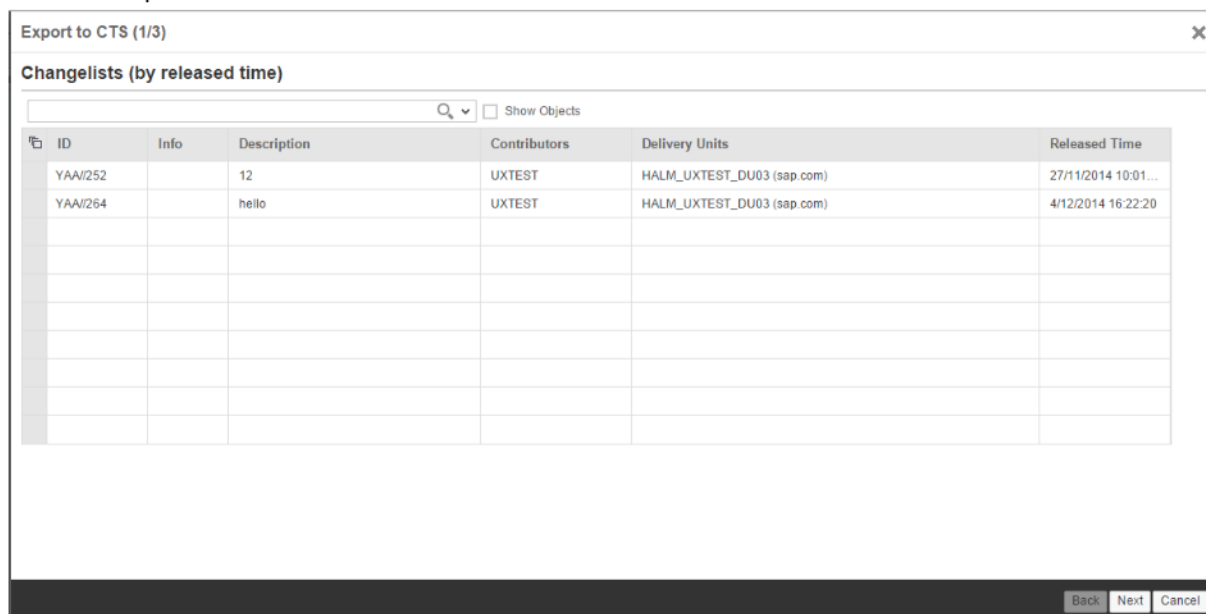 Export to CTS (1/3)
Changelists (by released time)
Show Objects
ID Info Description Contributors Delivery Units Released Time
YAA//252 12 UXTEST HALM_UXTEST_DU03 (sap.com) 27/11/2014 10:01...
YAA//264 hello UXTEST HALM_UXTEST_DU03 (sap.com) 4/12/2014 16:22:20
Back Next Cancel